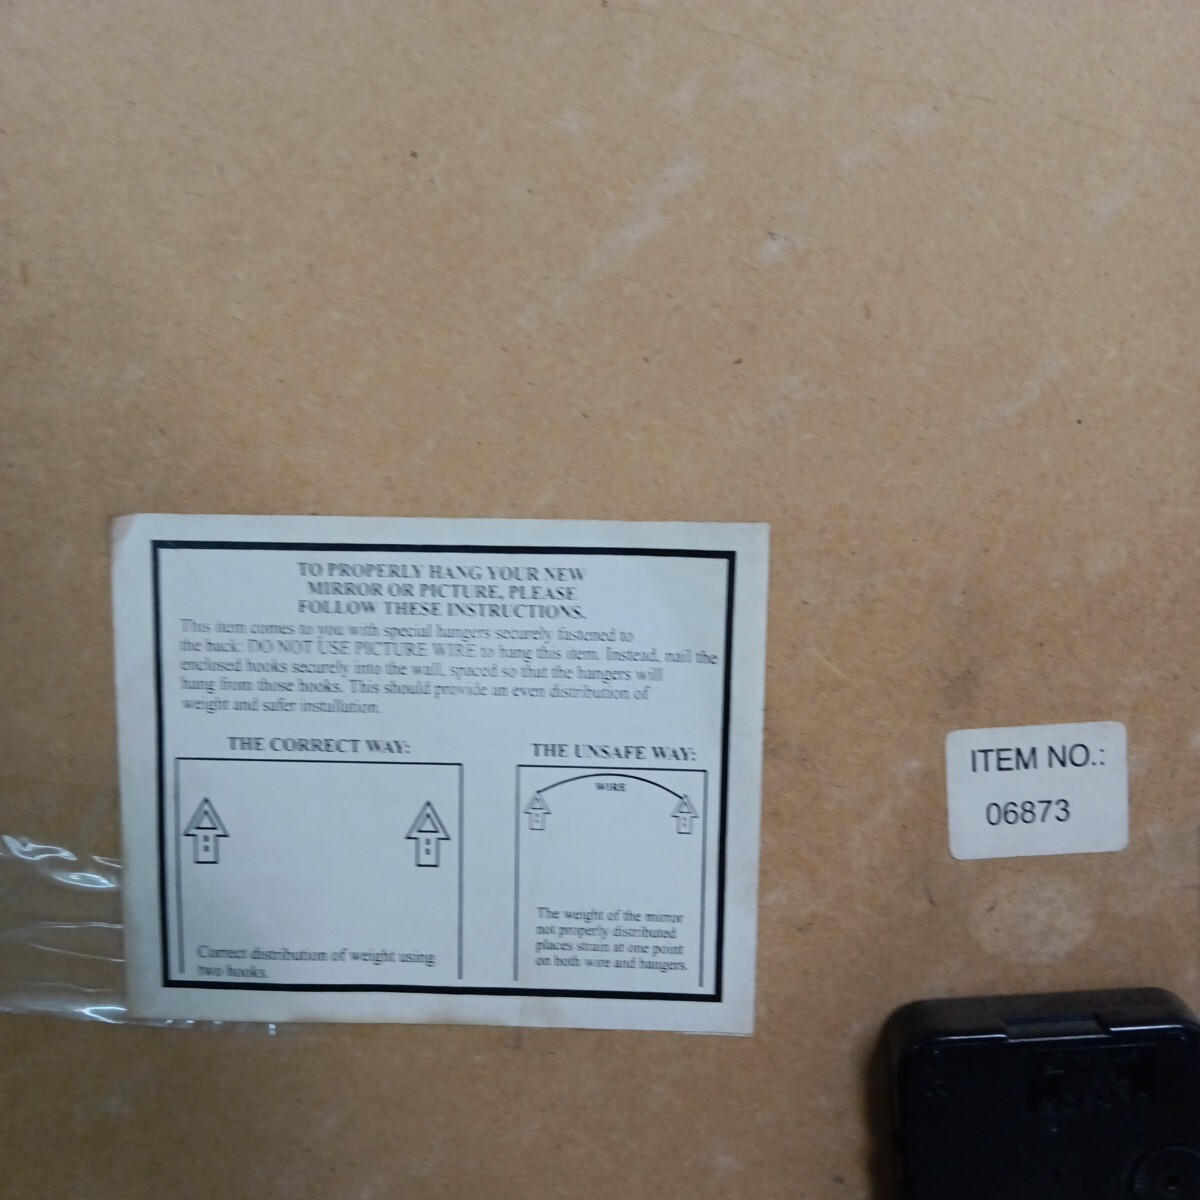 TO PROPERLY HANG YOUR NEW
MIRROR OR PICTURE, PLEASE
FOLLOW THESE INSTRUCTIONS.
This item comes to you with special hangers securely fastened to
the back: DO NOT USE PICTURE WIRE to hang this item. Instead, nail the
enclosed hooks securely into the wall, spaced so that the hangers will
hang from those hooks. This should provide an even distribution of
weight and safer installation.
THE CORRECT WAY:
Correct distribution of weight using
two hooks.
THE UNSAFE WAY:
WIRE
The weight of the mirror
not properly distributed
places strain at one point
on both wire and hangers.
ITEM NO.:
06873